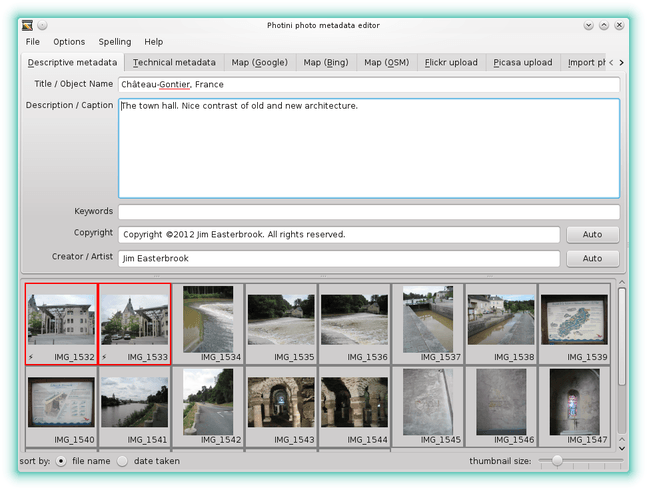 Photini photo metadata editor
File Options Spelling Help
Descriptive metadata Technical metadata Map (Google) Map (Bing) Map (OSM) Flickr upload Picasa upload Import ph
Title / Object Name Château-Gontier, France
Description / Caption The town hall. Nice contrast of old and new architecture.
Keywords
Copyright Copyright ©2012 Jim Easterbrook. All rights reserved. Auto
Creator / Artist Jim Easterbrook Auto
IMG_1532 IMG_1533 IMG_1534 IMG_1535 IMG_1536 IMG_1537 IMG_1538 IMG_1539
IMG_1540 IMG_1541 IMG_1542 IMG_1543 IMG_1544 IMG_1545 IMG_1546 IMG_1547
sort by: file name date taken thumbnail size: